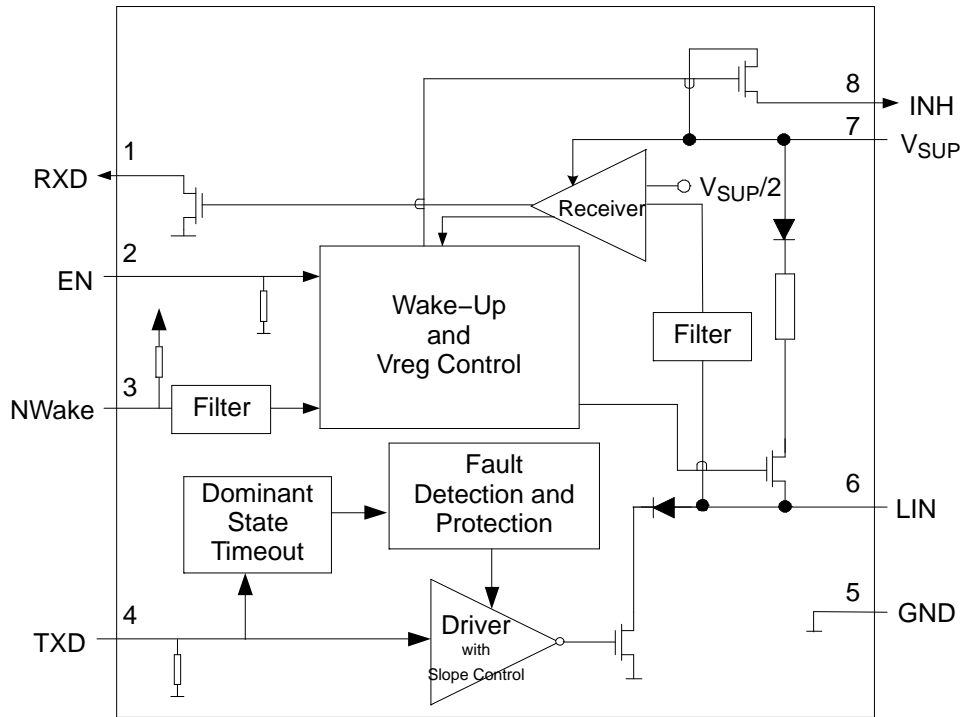 8
INH
7
VSUP
1
RXD
VSUP/2
Receiver
2
EN
Wake−Up
and
Vreg Control
Filter
3
NWake
Filter
Fault
Detection and
Protection
Dominant
State
Timeout
6
LIN
5
GND
4
TXD
Driver
with
Slope Control